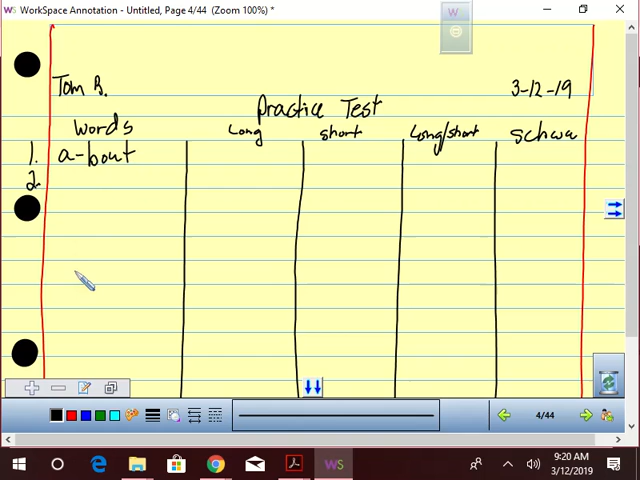 WorkSpace Annotation - Untitled, Page 4/44 (Zoom 100%) *
Tom B.
3-12-19
Practice Test
words
Long
short
Long/short
schwa
1. a-bout
2.
4/44
WS
9:20 AM
3/12/2019